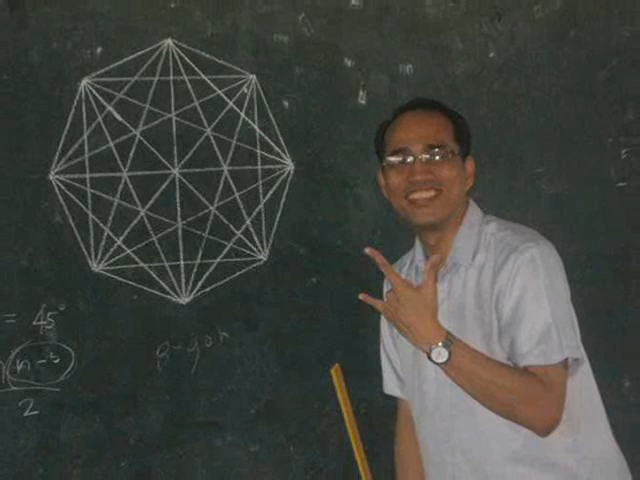 = 45°
n(n-3)
2
8-gon